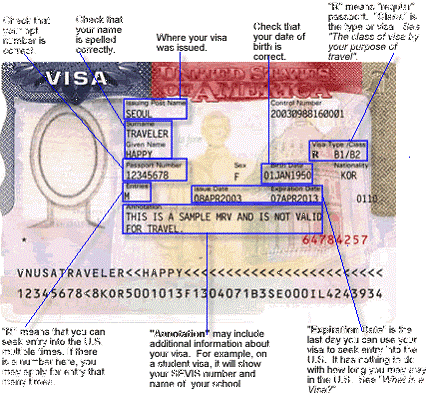 Check that
your ppt
number is
correct
Check that
your name
is spelled
correctly.
Where your visa
was issued.
Check that
your date of
birth is
correct.
"R" means "regular"
passport. "Class" is
the type or visa. See
"The class of visa by
your purpose of
travel".
VISA
UNITED STATES
OF AMERICA
Issuing Post Name
SEOUL
Control Number
20030988160001
Surname
TRAVELER
Given Name
HAPPY
Visa Type /Class
R B1/B2
Passport Number
12345678
Sex
F
Birth Date
01JAN1950
Nationality
KOR
Entries
M
Issue Date
08APR2003
Expiration Date
07APR2013
0110
Annotation
THIS IS A SAMPLE MRV AND IS NOT VALID
FOR TRAVEL.
* 64784257
VNUSATRAVELER<<HAPPY<<<<<<<<<<<<<<<<<<<<<<<<
12345678<8KOR5001013F1304071B3SE000IL4243934
means that you can
seek entry into the U.S.
multiple times. If there
is a number here, you
may apply for entry that
many times.
"Annotation" may include
additional information about
your visa. For example, on
a student visa, it will show
your SEVIS number and
name of your school
"Expiration Date" is the
last day you can use your
visa to seek entry into the
U.S. It has nothing to do
with how long you may stay
in the U.S. See "What is a
Visa?"